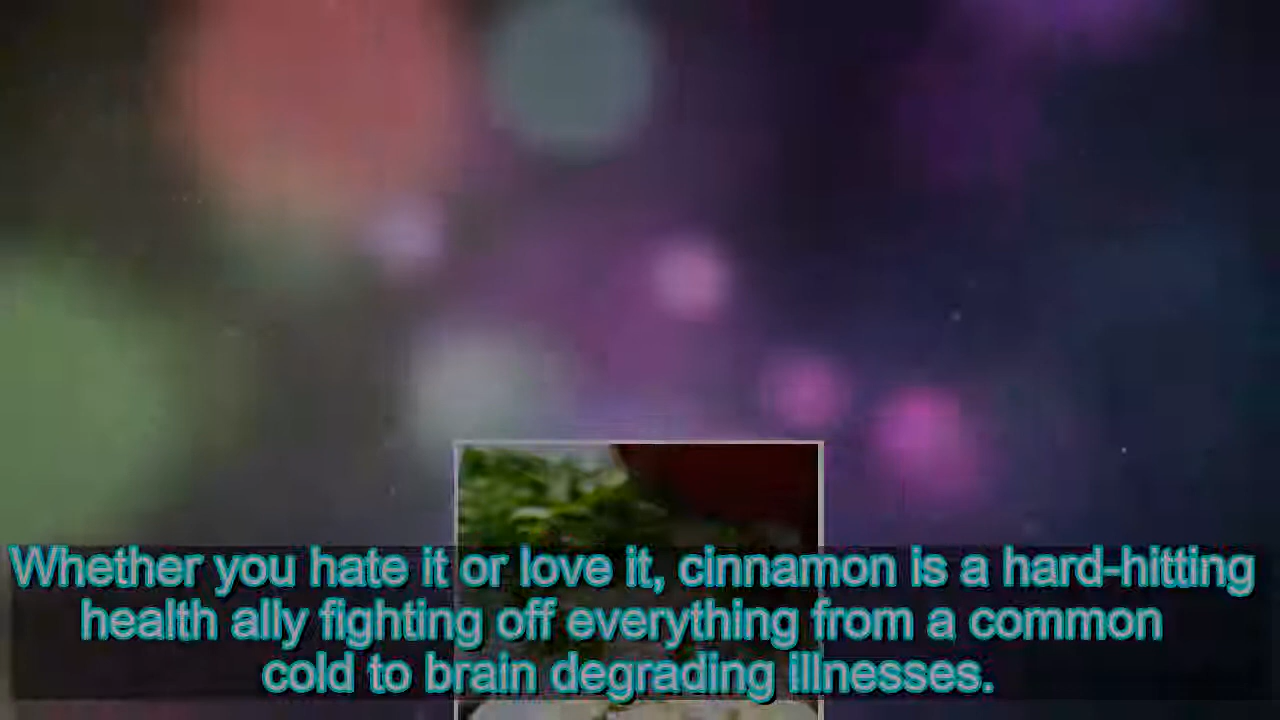 Whether you hate it or love it, cinnamon is a hard-hitting
health ally fighting off everything from a common
cold to brain degrading illnesses.